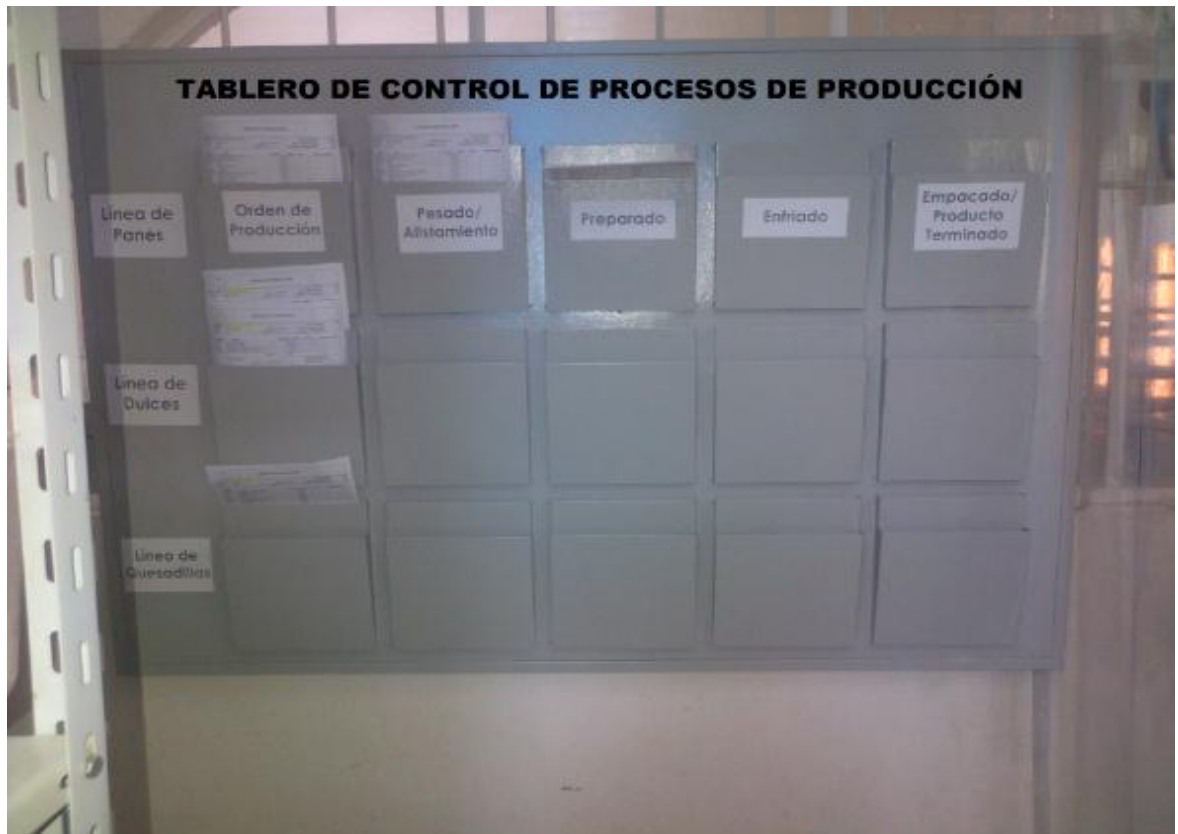 TABLERO DE CONTROL DE PROCESOS DE PRODUCCIÓN
Línea de
Panes
Orden de
Producción
Pesado/
Alistamiento
Preparado
Enfriado
Empacado/
Producto
Terminado
Línea de
Dulces
Línea de
Quesadillas